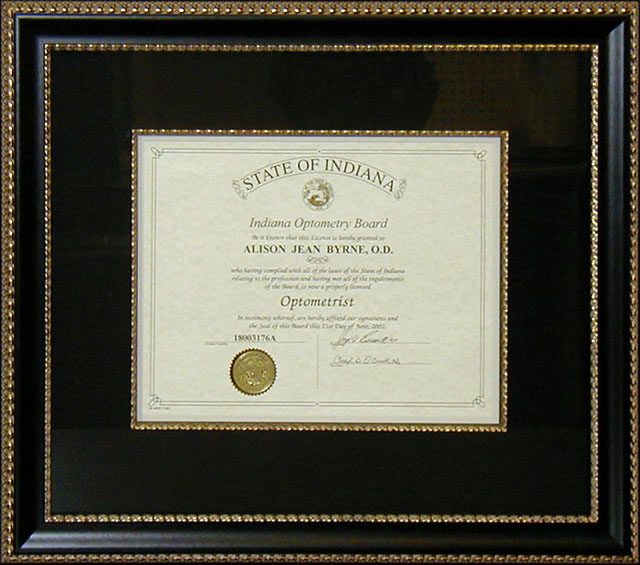 STATE OF INDIANA
Indiana Optometry Board
Be it known that this License is hereby granted to
ALISON JEAN BYRNE, O.D.
who having complied with all of the laws of the State of Indiana
relating to the profession and having met all of the requirements
of the Board, is now a properly licensed
Optometrist
In testimony whereof, are hereby affixed our signatures and
the Seal of this Board this 21st Day of June, 2002.
18003176A